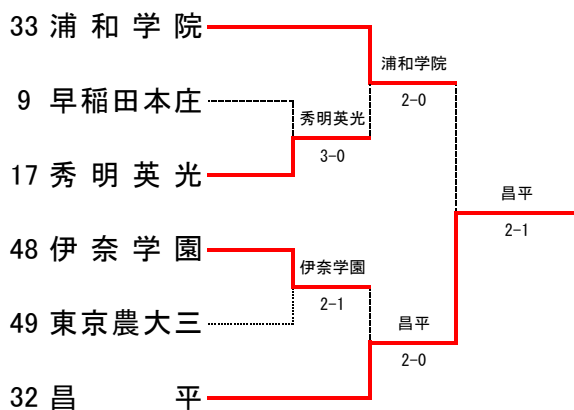 33 浦和学院
浦和学院
2-0
9 早稲田本庄
秀明英光
3-0
17 秀明英光
昌平
2-1
48 伊奈学園
伊奈学園
2-1
49 東京農大三
昌平
2-0
32 昌平